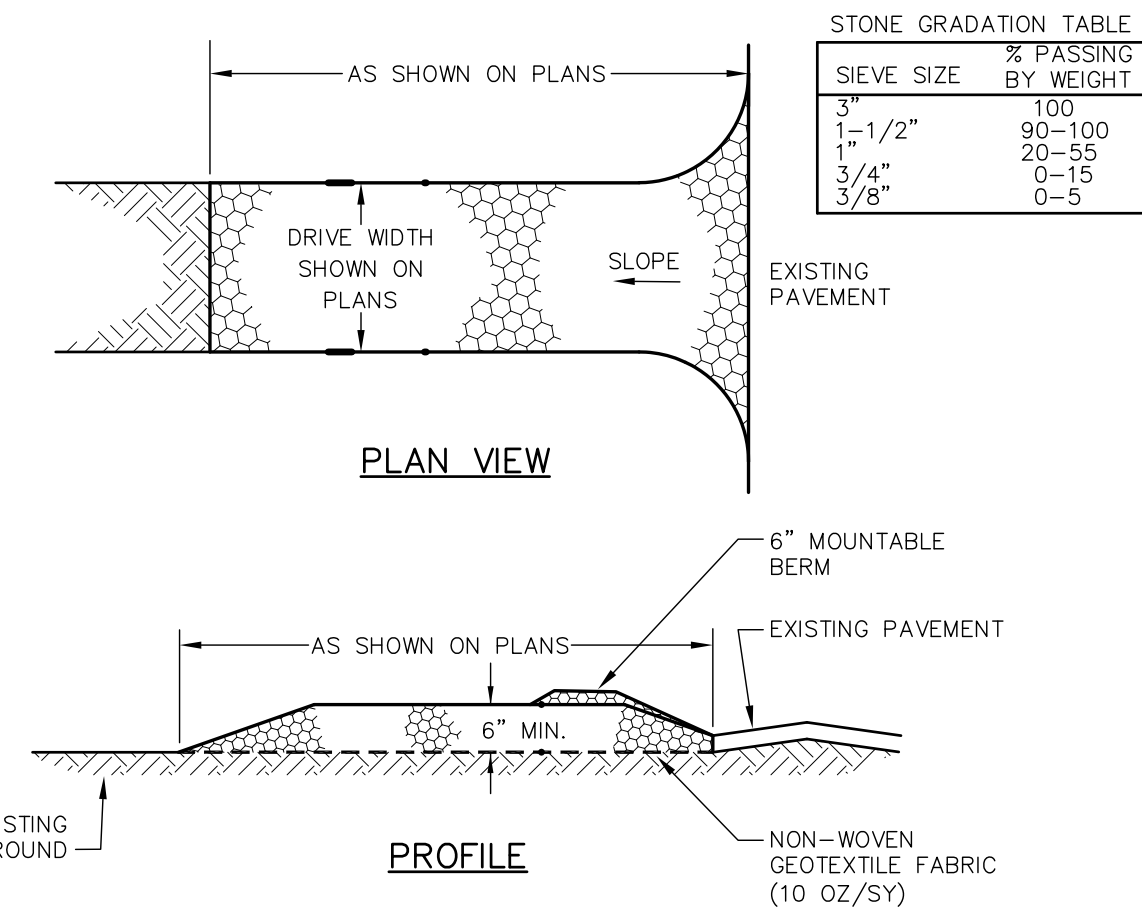 STONE GRADATION TABLE
SIEVE SIZE % PASSING BY WEIGHT
3" 100
1-1/2" 90-100
1" 20-55
3/4" 0-15
3/8" 0-5
AS SHOWN ON PLANS
DRIVE WIDTH
SHOWN ON
PLANS
SLOPE
EXISTING
PAVEMENT
PLAN VIEW
6" MOUNTABLE
BERM
EXISTING PAVEMENT
AS SHOWN ON PLANS
6" MIN.
STING
ROUND
NON-WOVEN
GEOTEXTILE FABRIC
(10 OZ/SY)
PROFILE